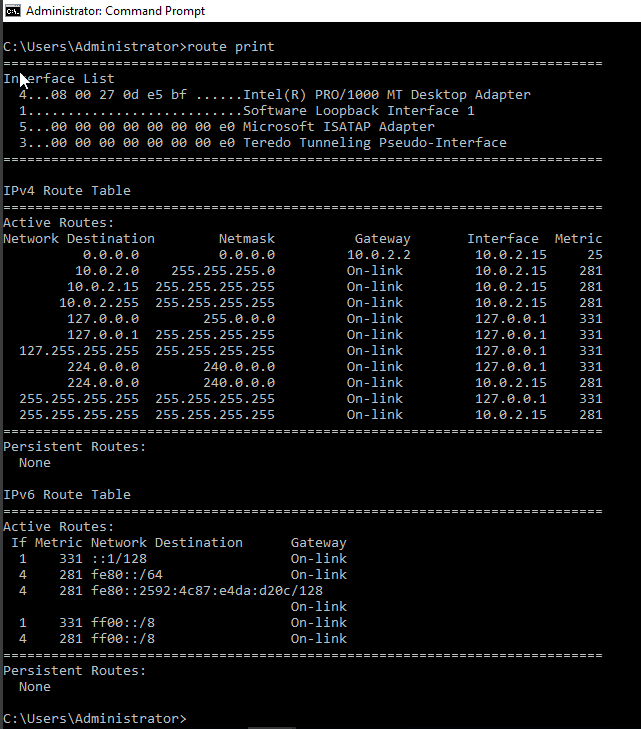 Administrator: Command Prompt
C:\Users\Administrator>route print
===========================================================================
Interface List
  4...08 00 27 0d e5 bf ......Intel(R) PRO/1000 MT Desktop Adapter
  1...........................Software Loopback Interface 1
  5...00 00 00 00 00 00 00 e0 Microsoft ISATAP Adapter
  3...00 00 00 00 00 00 00 e0 Teredo Tunneling Pseudo-Interface
===========================================================================
IPv4 Route Table
===========================================================================
Active Routes:
Network Destination        Netmask          Gateway       Interface  Metric
          0.0.0.0          0.0.0.0         10.0.2.2        10.0.2.15     25
         10.0.2.0    255.255.255.0         On-link         10.0.2.15    281
        10.0.2.15  255.255.255.255         On-link         10.0.2.15    281
       10.0.2.255  255.255.255.255         On-link         10.0.2.15    281
        127.0.0.0        255.0.0.0         On-link         127.0.0.1    331
        127.0.0.1  255.255.255.255         On-link         127.0.0.1    331
  127.255.255.255  255.255.255.255         On-link         127.0.0.1    331
        224.0.0.0        240.0.0.0         On-link         127.0.0.1    331
        224.0.0.0        240.0.0.0         On-link         10.0.2.15    281
  255.255.255.255  255.255.255.255         On-link         127.0.0.1    331
  255.255.255.255  255.255.255.255         On-link         10.0.2.15    281
===========================================================================
Persistent Routes:
  None
IPv6 Route Table
===========================================================================
Active Routes:
 If Metric Network Destination      Gateway
  1    331 ::1/128                  On-link
  4    281 fe80::/64                On-link
  4    281 fe80::2592:4c87:e4da:d20c/128
                                    On-link
  1    331 ff00::/8                 On-link
  4    281 ff00::/8                 On-link
===========================================================================
Persistent Routes:
  None
C:\Users\Administrator>